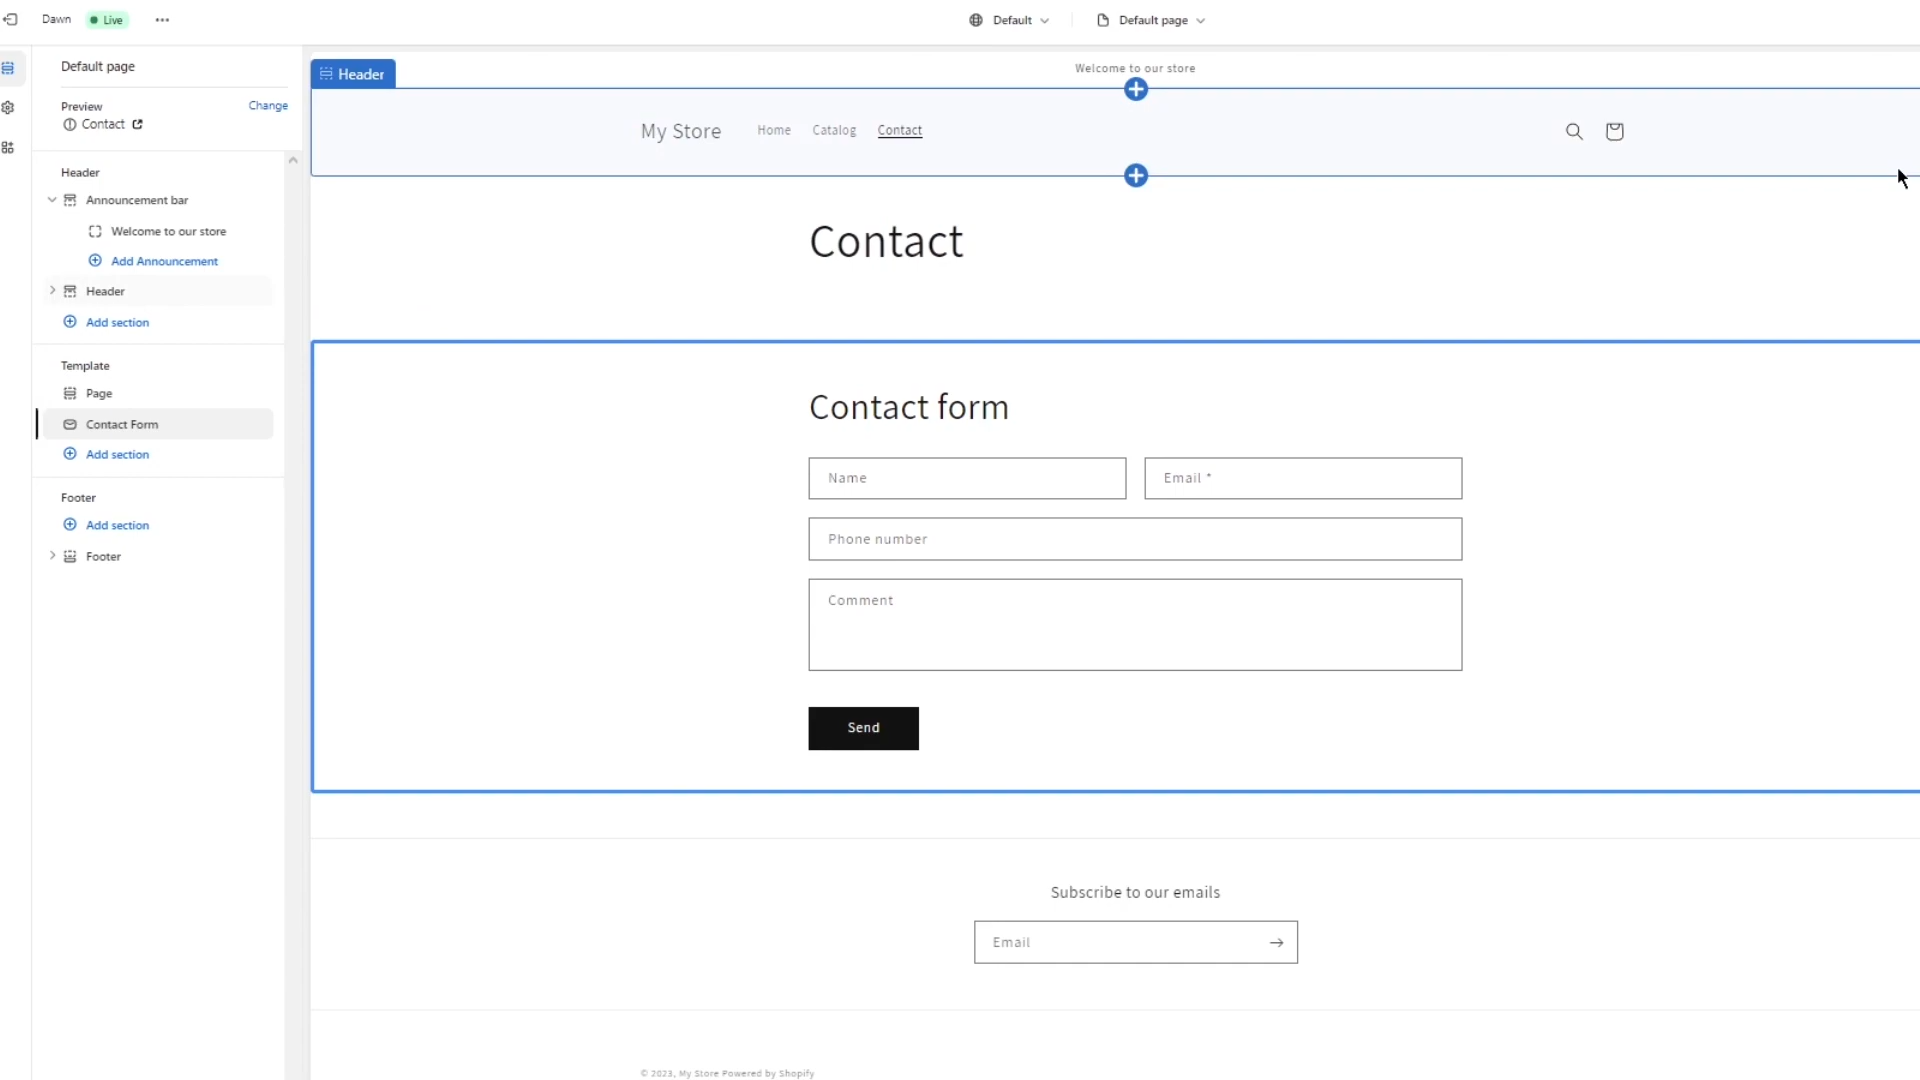 Dawn
Live
Default
Default page
Default page
Preview
Change
Contact
Header
Announcement bar
Welcome to our store
Add Announcement
Header
Add section
Template
Page
Contact Form
Add section
Footer
Add section
Footer
Header
Welcome to our store
My Store
Home
Catalog
Contact
Contact
Contact form
Name
Email *
Phone number
Comment
Send
Subscribe to our emails
Email
© 2023, My Store Powered by Shopify